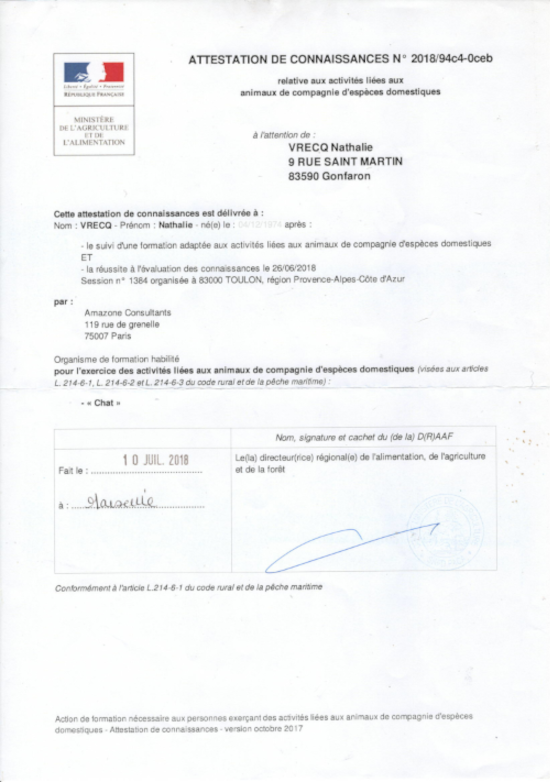 ATTESTATION DE CONNAISSANCES N° 2018/94c4-0ceb
relative aux activités liées aux
animaux de compagnie d'espèces domestiques
Liberté • Égalité • Fraternité
RÉPUBLIQUE FRANÇAISE
MINISTÈRE
DE L'AGRICULTURE
ET DE
L'ALIMENTATION
à l'attention de :
VRECQ Nathalie
9 RUE SAINT MARTIN
83590 Gonfaron
Cette attestation de connaissances est délivrée à :
Nom : VRECQ - Prénom : Nathalie - né(e) le : après :
- le suivi d'une formation adaptée aux activités liées aux animaux de compagnie d'espèces domestiques
ET
- la réussite à l'évaluation des connaissances le 26/06/2018
Session n° 1384 organisée à 83000 TOULON, région Provence-Alpes-Côte d'Azur
par :
Amazone Consultants
119 rue de grenelle
75007 Paris
Organisme de formation habilité
pour l'exercice des activités liées aux animaux de compagnie d'espèces domestiques (visées aux articles
L. 214-6-1, L. 214-6-2 et L. 214-6-3 du code rural et de la pêche maritime) :
- « Chat »
Nom, signature et cachet du (de la) D(R)AAF
Fait le : 10 JUIL. 2018
à : Marseille
Le(la) directeur(rice) régional(e) de l'alimentation, de l'agriculture
et de la forêt
Conformément à l'article L.214-6-1 du code rural et de la pêche maritime
Action de formation nécessaire aux personnes exerçant des activités liées aux animaux de compagnie d'espèces
domestiques - Attestation de connaissances - version octobre 2017